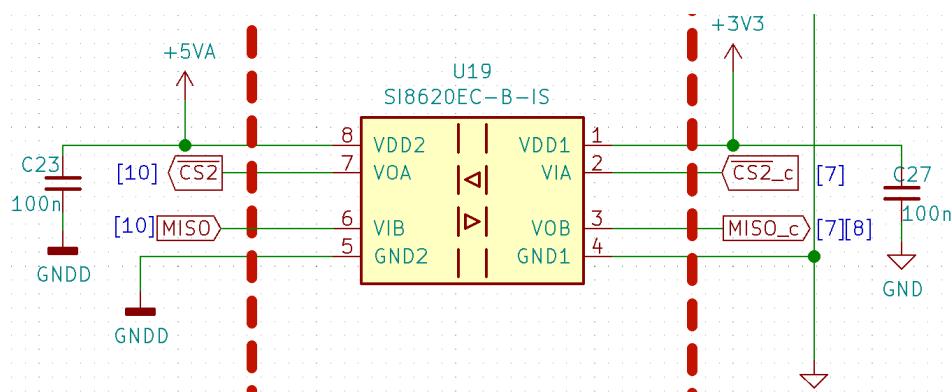 +3V3
+5VA
U19
SI8620EC-B-IS
8 VDD2 VDD1 1
C23
100n
[10] CS2 7 VOA VIA 2 CS2_c [7]
C27
100n
[10] MISO 6 VIB VOB 3 MISO_c [7][8]
5 GND2 GND1 4
GNDD
GND
GNDD